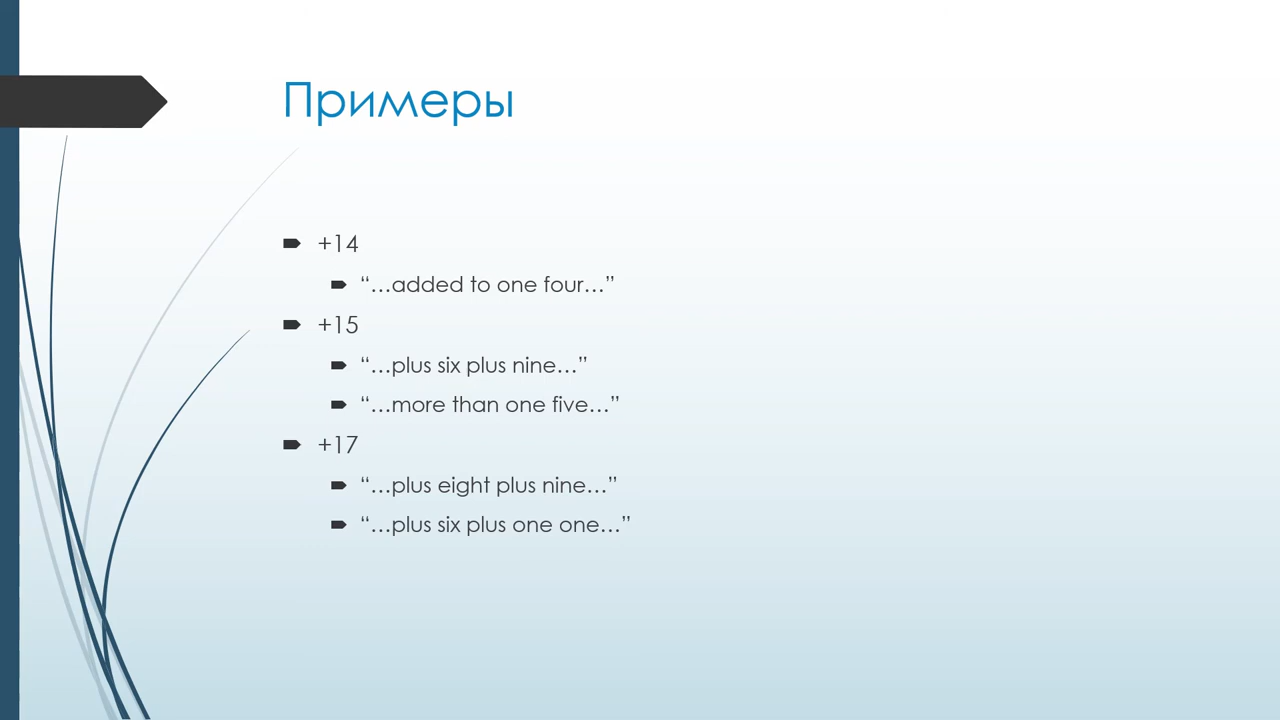 Примеры
+14
“…added to one four…”
+15
“…plus six plus nine…”
“…more than one five…”
+17
“…plus eight plus nine…”
“…plus six plus one one…”